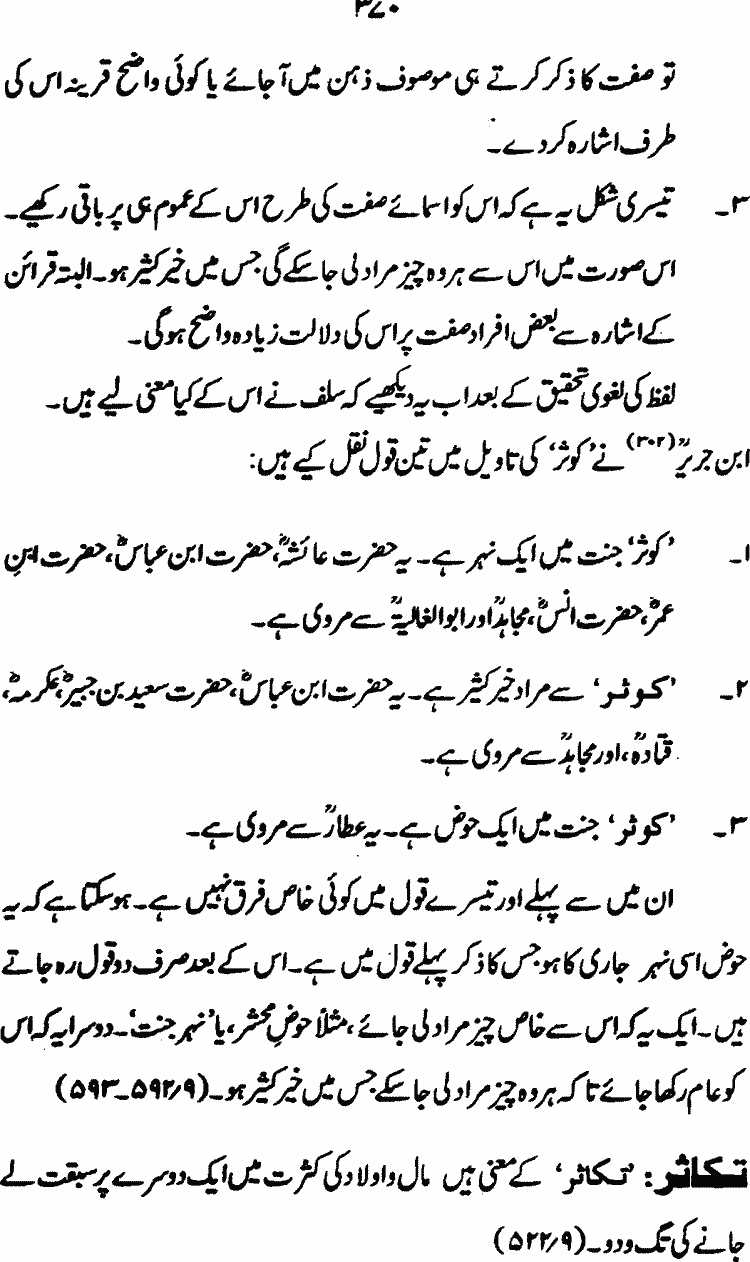 ۳۷۰
تو صفت کا ذکر کرتے ہی موصوف ذہن میں آ جائے یا کوئی واضح قرینہ اس کی
طرف اشارہ کر دے۔
۳۔ تیسری شکل یہ ہے کہ اس کو اسمائے صفت کی طرح اس کے عموم ہی پر باقی رکھیے۔
اس صورت میں اس سے ہر وہ چیز مراد لی جا سکے گی جس میں خیر کثیر ہو۔ البتہ قرائن
کے اشارہ سے بعض افراد صفت پر اس کی دلالت زیادہ واضح ہو گی۔
لفظ کی لغوی تحقیق کے بعد اب یہ دیکھیے کہ سلف نے اس کے کیا معنی لیے ہیں۔
ابن جریرؒ (۳۰۲) نے ’کوثر‘ کی تاویل میں تین قول نقل کیے ہیں:
۱۔ ’کوثر‘ جنت میں ایک نہر ہے۔ یہ حضرت عائشہؓ، حضرت ابن عباسؓ، حضرت ابنِ
عمرؓ، حضرت انسؓ، مجاہدؒ اور ابو الغالیہؒ سے مروی ہے۔
۲۔ ’کوثر‘ سے مراد خیر کثیر ہے۔ یہ حضرت ابن عباسؓ، حضرت سعید بن جبیرؓ، عکرمہؓ،
قتادہؒ، اور مجاہدؒ سے مروی ہے۔
۳۔ ’کوثر‘ جنت میں ایک حوض ہے۔ یہ عطارؒ سے مروی ہے۔
ان میں سے پہلے اور تیسرے قول میں کوئی خاص فرق نہیں ہے۔ ہو سکتا ہے کہ یہ
حوض اسی نہر جاری کا ہو جس کا ذکر پہلے قول میں ہے۔ اس کے بعد صرف دو قول رہ جاتے
ہیں۔ ایک یہ کہ اس سے خاص چیز مراد لی جائے، مثلاً حوضِ محشر، یا ’نہر جنت‘۔ دوسرا یہ کہ اس
کو عام رکھا جائے تا کہ ہر وہ چیز مراد لی جا سکے جس میں خیر کثیر ہو۔ (۹/۵۹۲۔۵۹۳)
تکاثر: ’تکاثر‘ کے معنی ہیں مال و اولاد کی کثرت میں ایک دوسرے پر سبقت لے
جانے کی تگ و دو۔ (۹/۵۲۲)